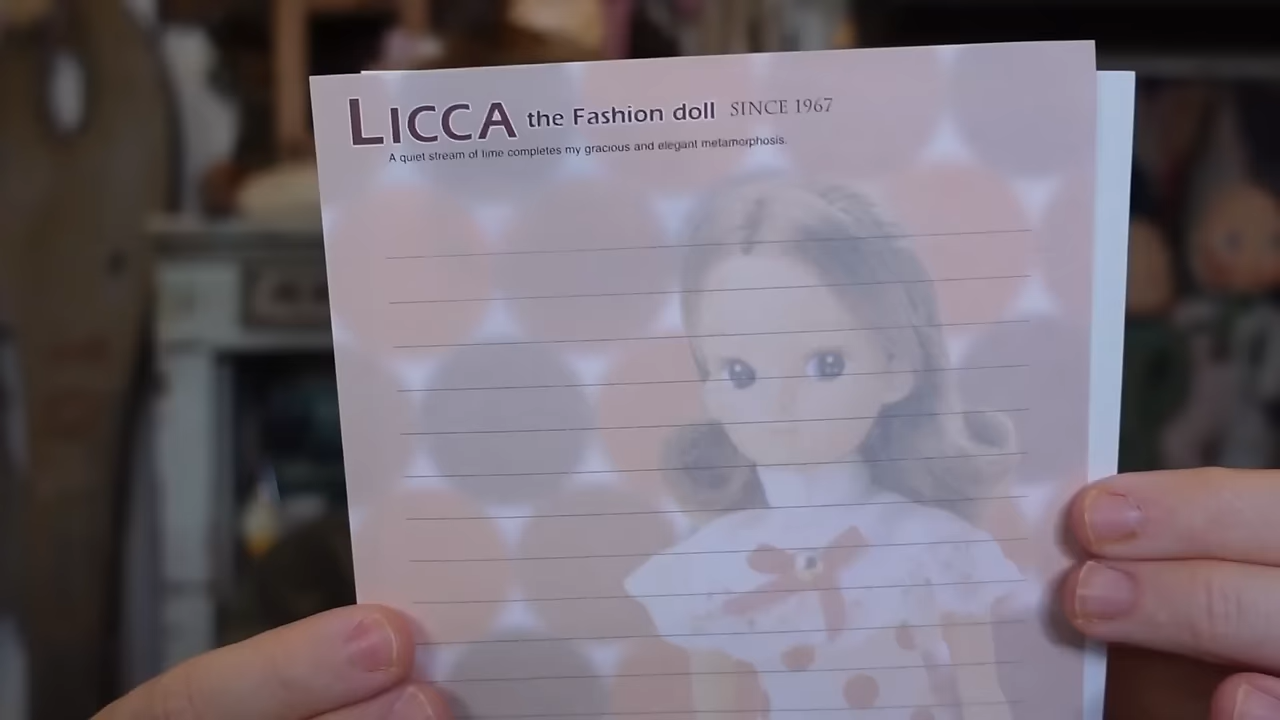 LICCA the Fashion doll SINCE 1967
A quiet stream of time completes my gracious and elegant metamorphosis.